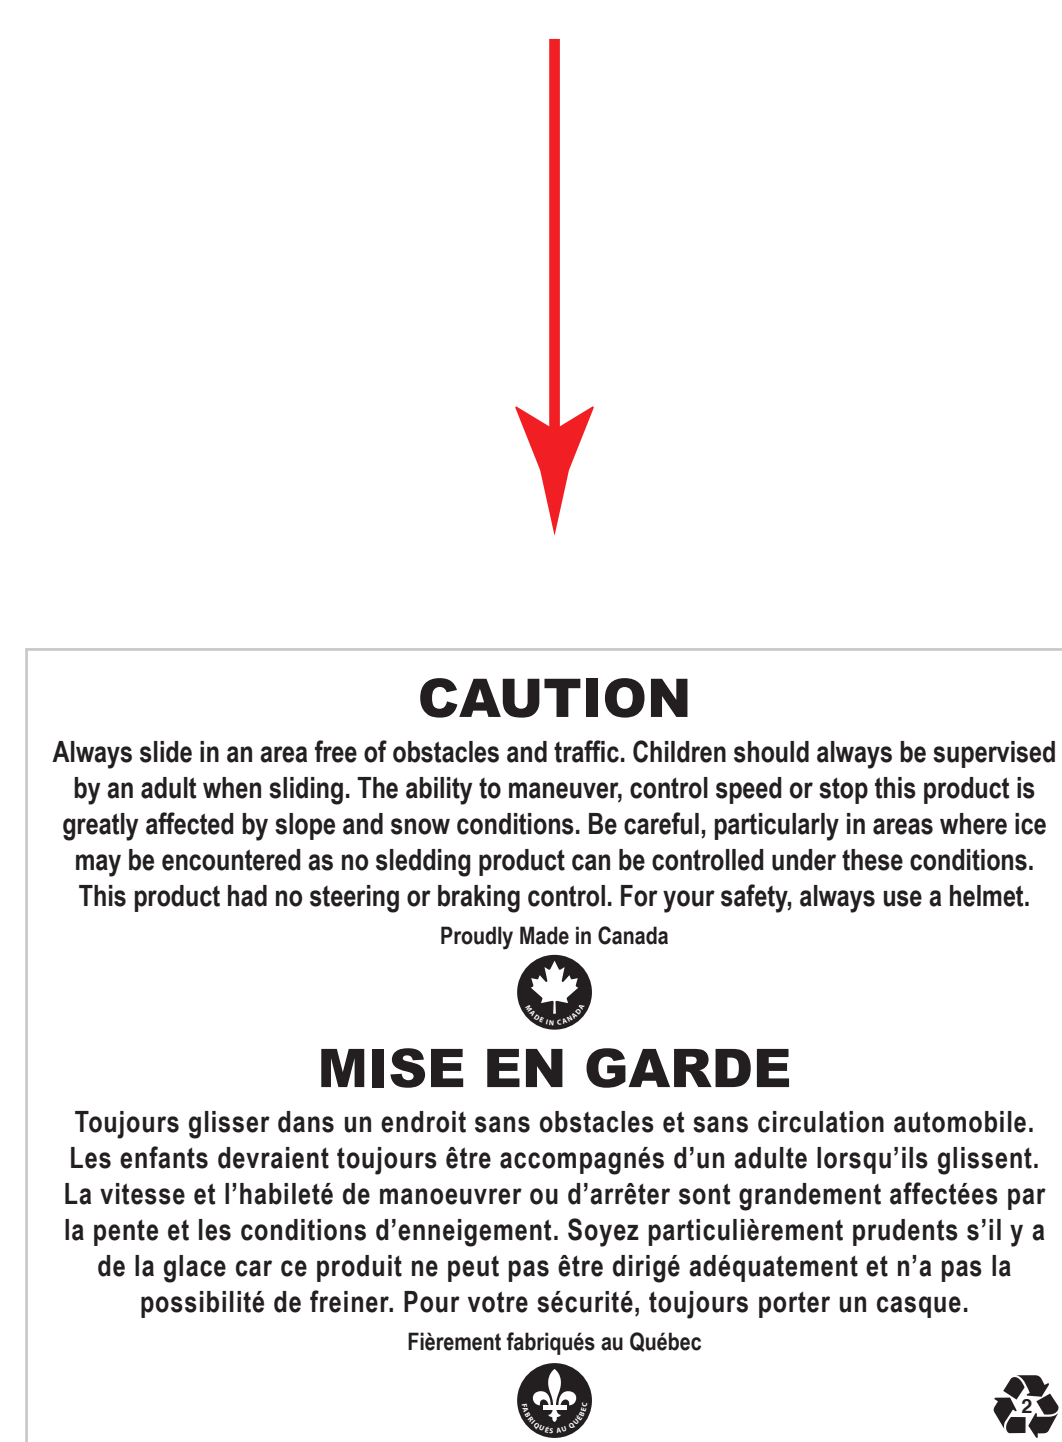 CAUTION
Always slide in an area free of obstacles and traffic. Children should always be supervised
by an adult when sliding. The ability to maneuver, control speed or stop this product is
greatly affected by slope and snow conditions. Be careful, particularly in areas where ice
may be encountered as no sledding product can be controlled under these conditions.
This product had no steering or braking control. For your safety, always use a helmet.
Proudly Made in Canada
MADE IN CANADA
MISE EN GARDE
Toujours glisser dans un endroit sans obstacles et sans circulation automobile.
Les enfants devraient toujours être accompagnés d’un adulte lorsqu’ils glissent.
La vitesse et l’habileté de manoeuvrer ou d’arrêter sont grandement affectées par
la pente et les conditions d’enneigement. Soyez particulièrement prudents s’il y a
de la glace car ce produit ne peut pas être dirigé adéquatement et n’a pas la
possibilité de freiner. Pour votre sécurité, toujours porter un casque.
Fièrement fabriqués au Québec
FABRIQUÉS AU QUÉBEC
2